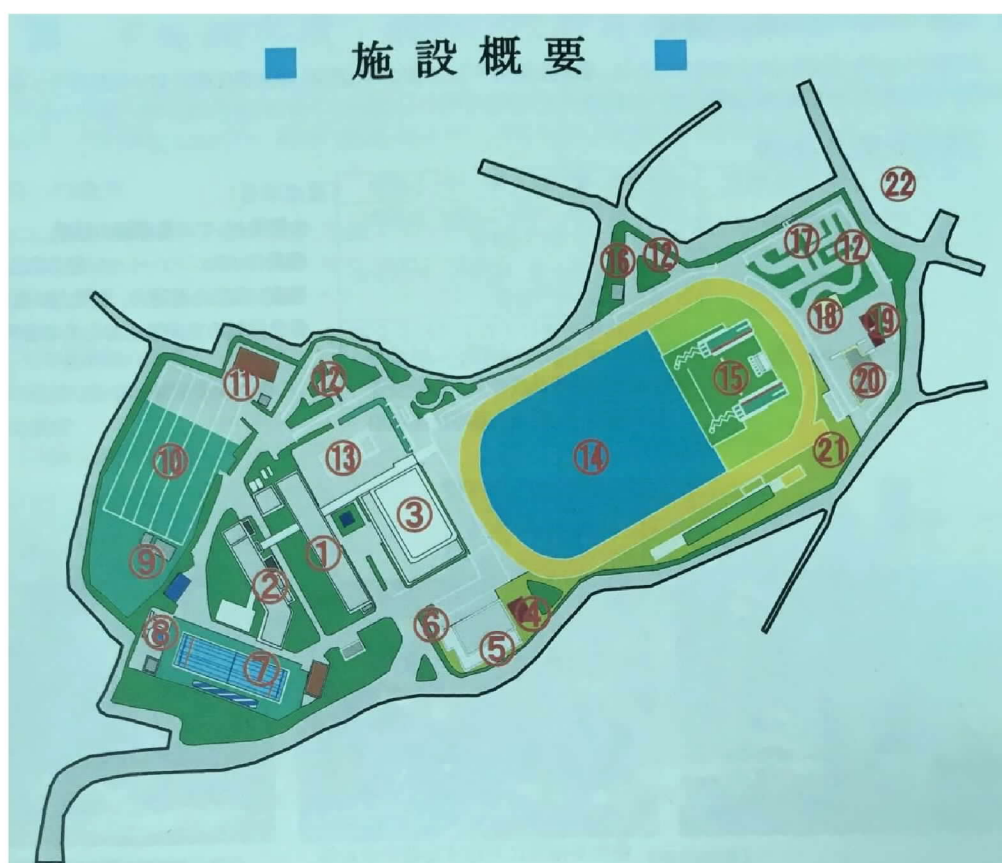 ■ 施設概要 ■
㉒
⑰ ⑫
⑯ ⑫
⑱ ⑲
⑪ ⑫ ⑮ ⑳
⑬ ⑭ ㉑
⑩
③
⑨ ② ①
⑧ ⑥ ④
⑦ ⑤